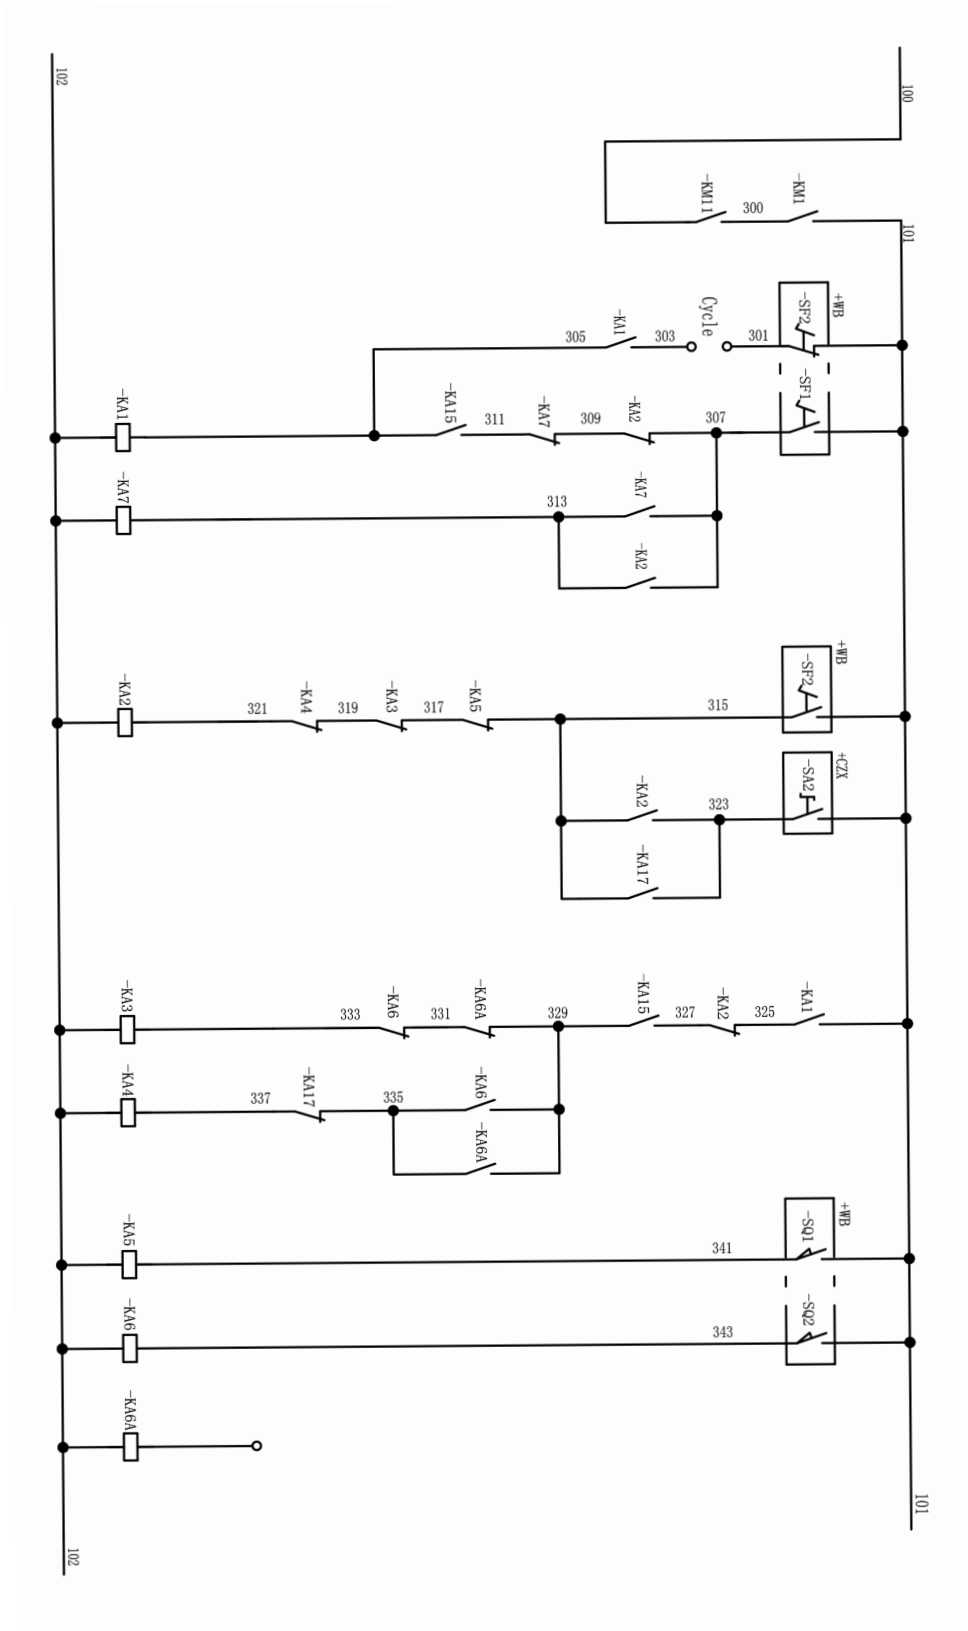 102
100
-KM11
300
-KM1
101
+WB
-SF2
Cycle
301
303
-KA1
305
-SF1
-KA1
-KA15
311
-KA7
309
-KA2
307
-KA7
313
-KA7
-KA2
+WB
-SF2
-KA2
321
-KA4
319
-KA3
317
-KA5
315
+CZX
-SA2
-KA2
323
-KA17
-KA3
333
-KA6
331
-KA6A
329
-KA15
327
-KA2
325
-KA1
-KA4
337
-KA17
335
-KA6
-KA6A
+WB
-SQ1
-KA5
341
-SQ2
-KA6
343
-KA6A
101
102